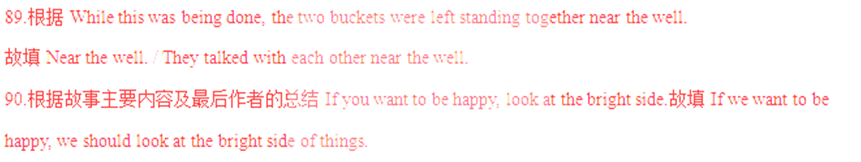 89.根据 While this was being done, the two buckets were left standing together near the well.
故填 Near the well. / They talked with each other near the well.
90.根据故事主要内容及最后作者的总结 If you want to be happy, look at the bright side.故填 If we want to be
happy, we should look at the bright side of things.